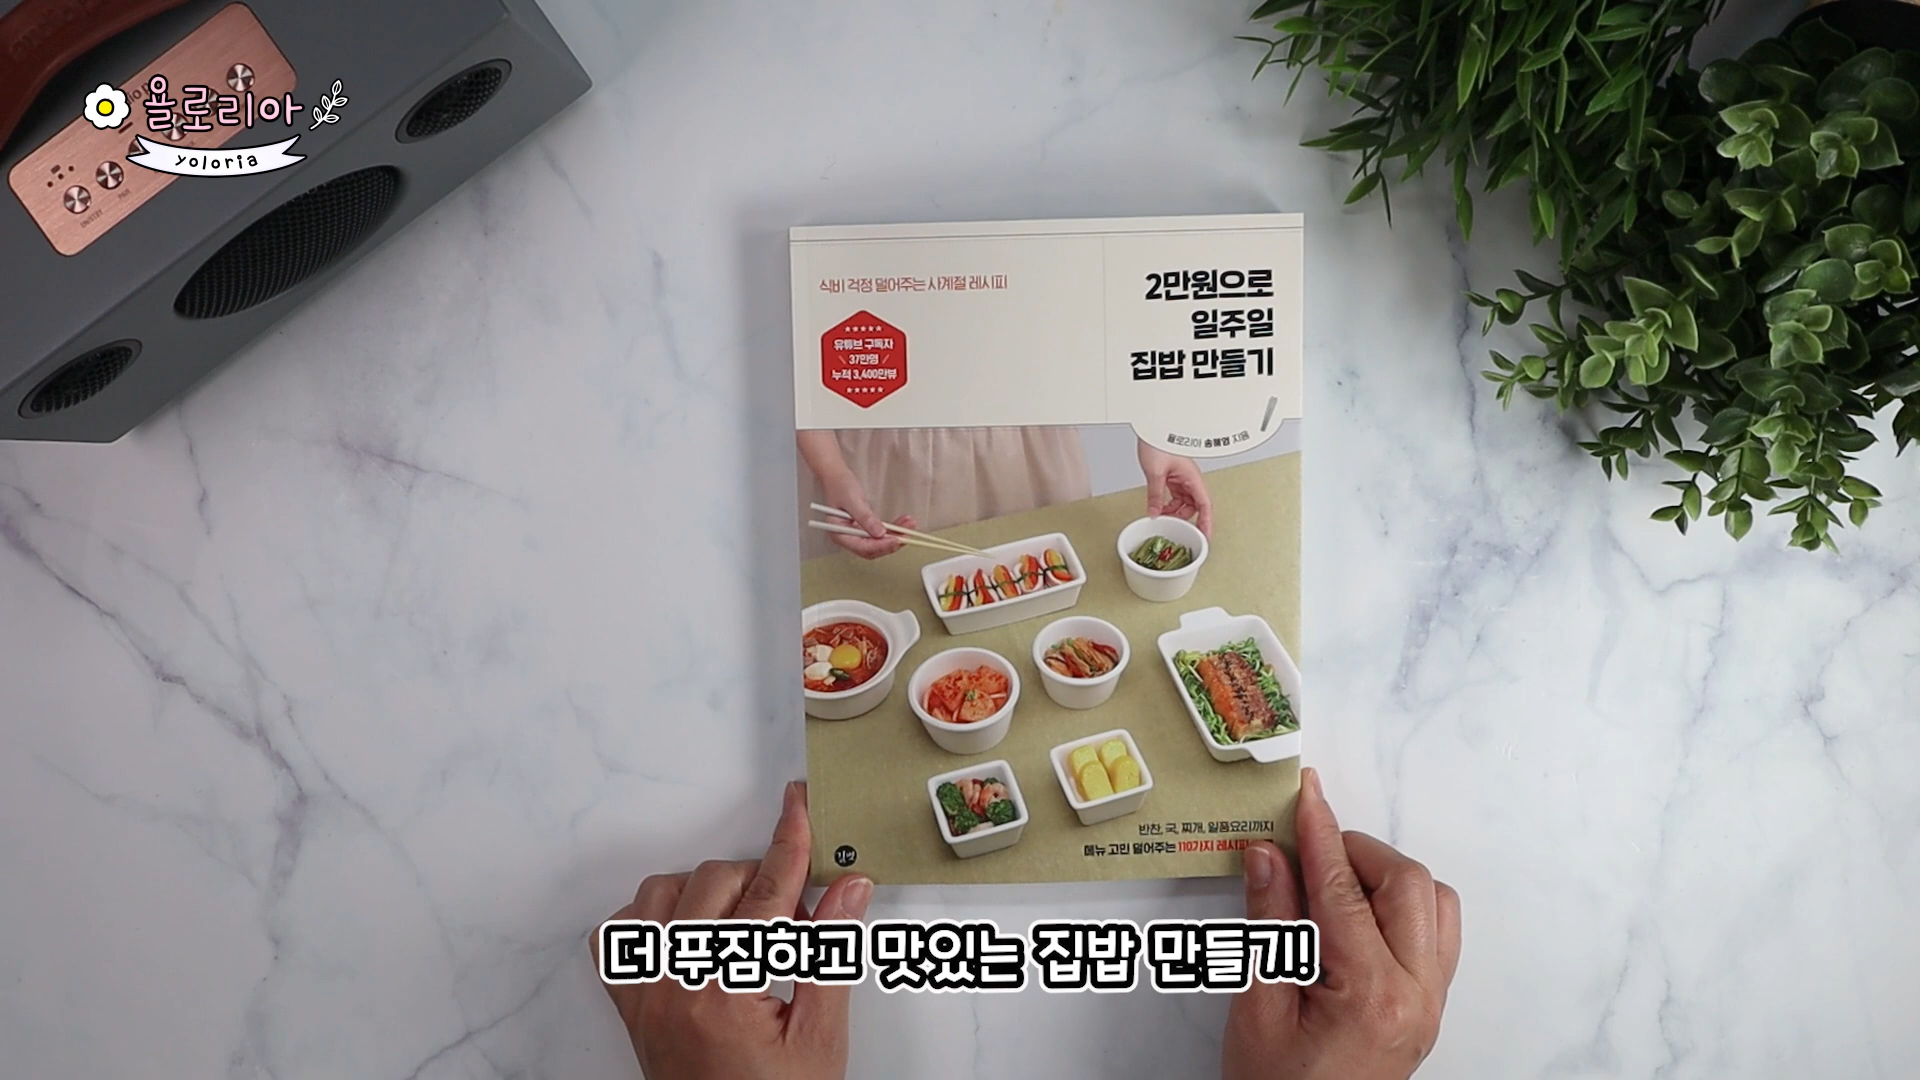 욜로리아
yoloria
식비 걱정 덜어주는 사계절 레시피
유튜브 구독자
37만명
누적 3,400만뷰
2만원으로
일주일
집밥 만들기
욜로리아 송혜영 지음
반찬, 국, 찌개, 일품요리까지
메뉴 고민 덜어주는 110가지 레시피
길벗
더 푸짐하고 맛있는 집밥 만들기!